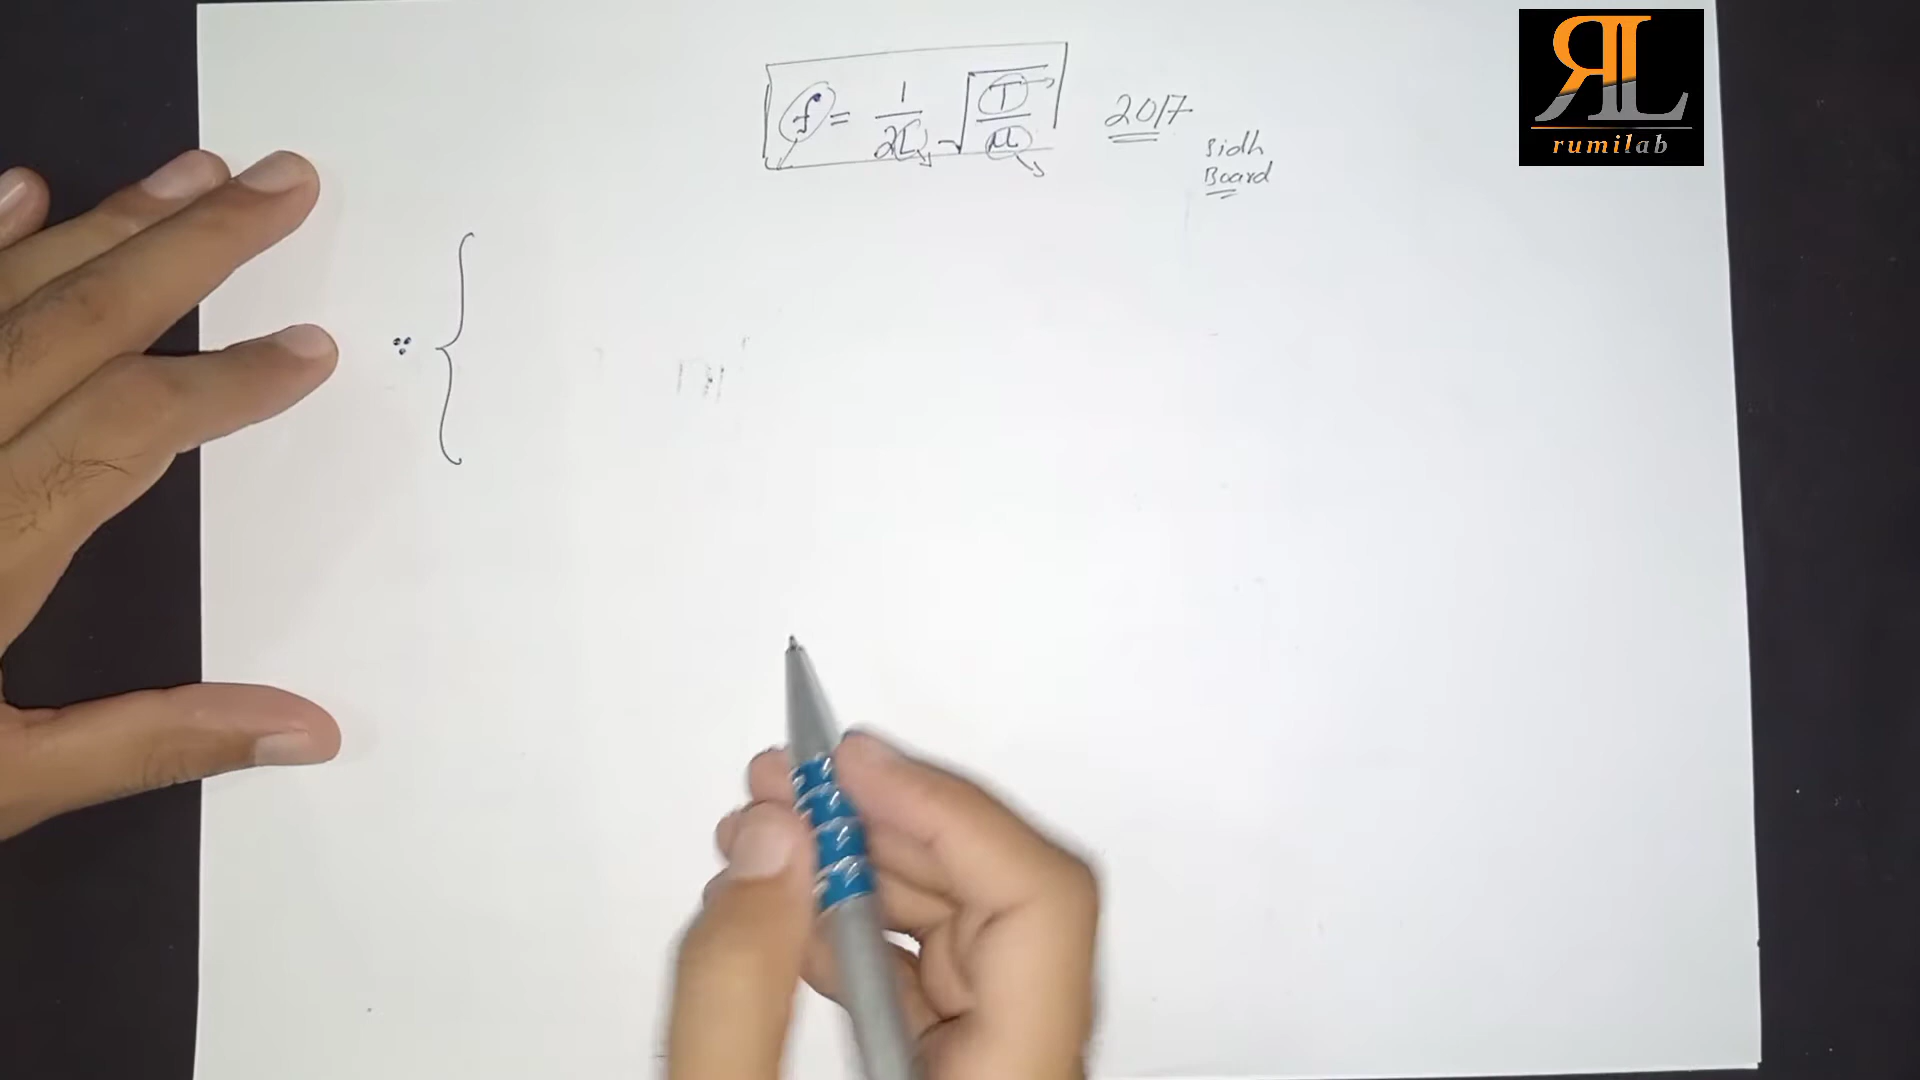 f = 1/2L √T/μ
2017
Sidh
Board
RL
rumilab